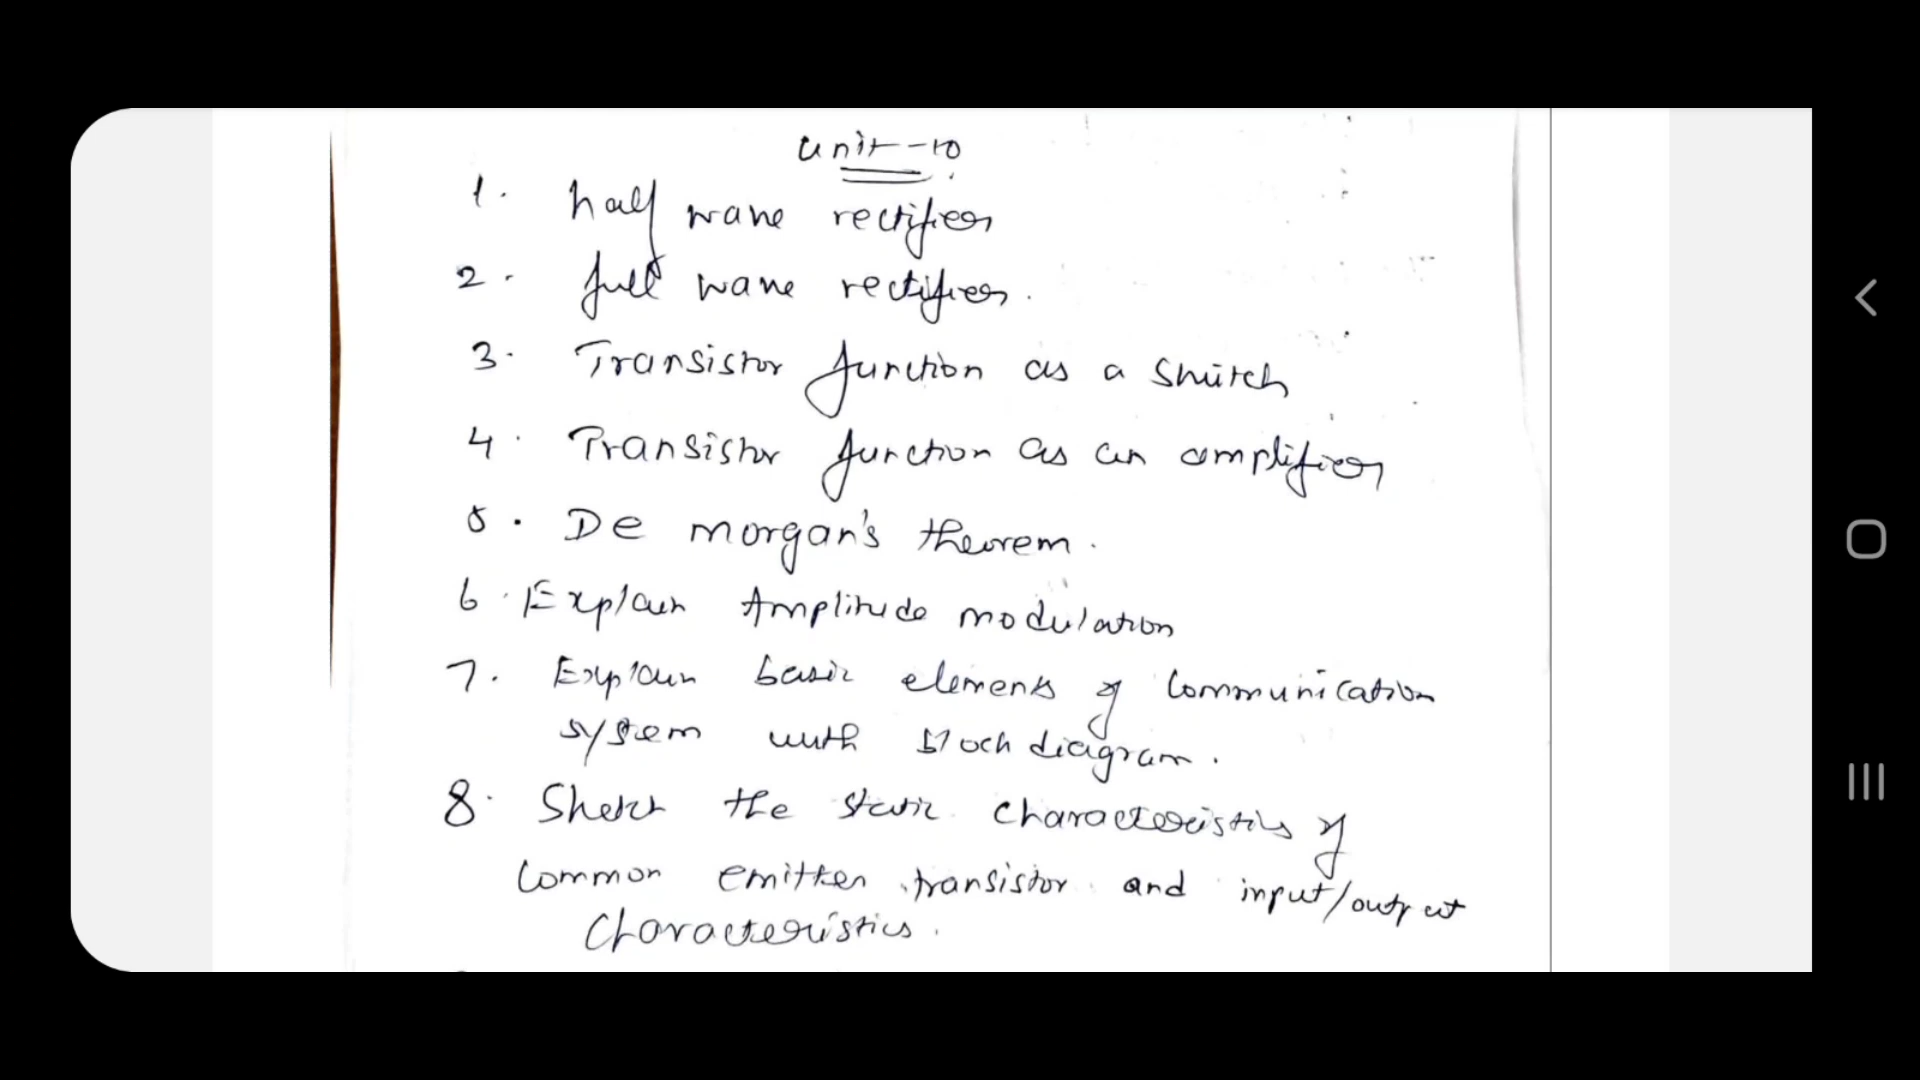 Unit-10
1. half wave rectifier
2. full wave rectifier.
3. Transistor function as a switch
4. Transistor function as an amplifier
5. De morgan's theorem.
6. Explain Amplitude modulation
7. Explain basic elements of Communication
system with block diagram.
8. Sketch the static characteristics of
Common emitter transistor and input/output
Characteristics.